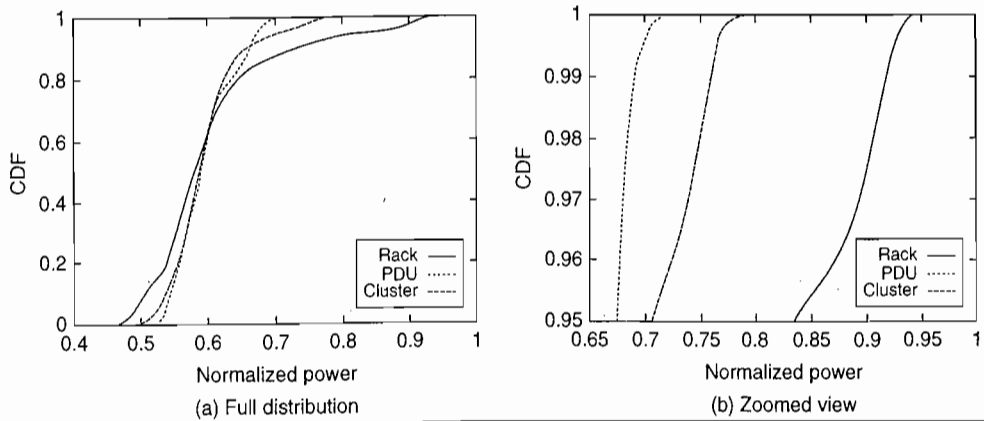 1
0.8
0.6
0.4
0.2
0
CDF
0.4 0.5 0.6 0.7 0.8 0.9 1
Normalized power
(a) Full distribution
Rack
PDU
Cluster
1
0.99
0.98
0.97
0.96
0.95
CDF
0.65 0.7 0.75 0.8 0.85 0.9 0.95 1
Normalized power
(b) Zoomed view
Rack
PDU
Cluster